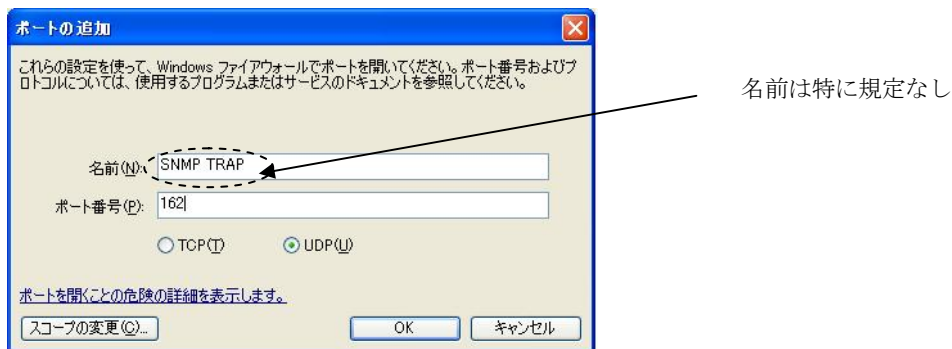 ポートの追加
これらの設定を使って、Windows ファイアウォールでポートを開いてください。ポート番号およびプ
ロトコルについては、使用するプログラムまたはサービスのドキュメントを参照してください。
名前は特に規定なし
名前(N): SNMP TRAP
ポート番号(P): 162
TCP(T) UDP(U)
ポートを開くことの危険の詳細を表示します。
スコープの変更(C)... OK キャンセル